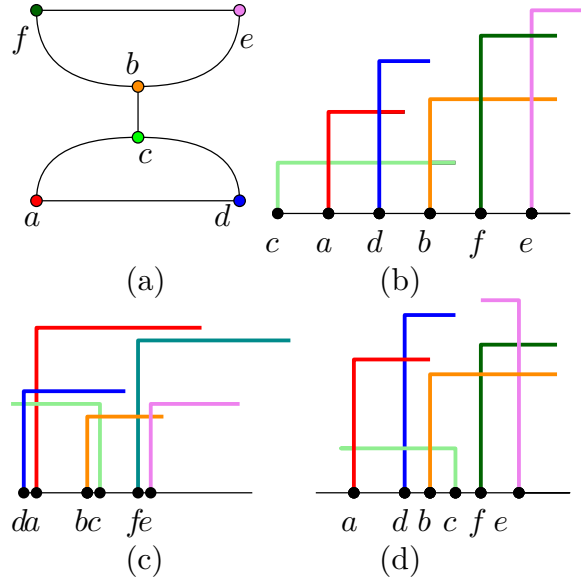 f
e
b
c
a
d
(a)
c a d b f e
(b)
da bc fe
(c)
a d b c f e
(d)